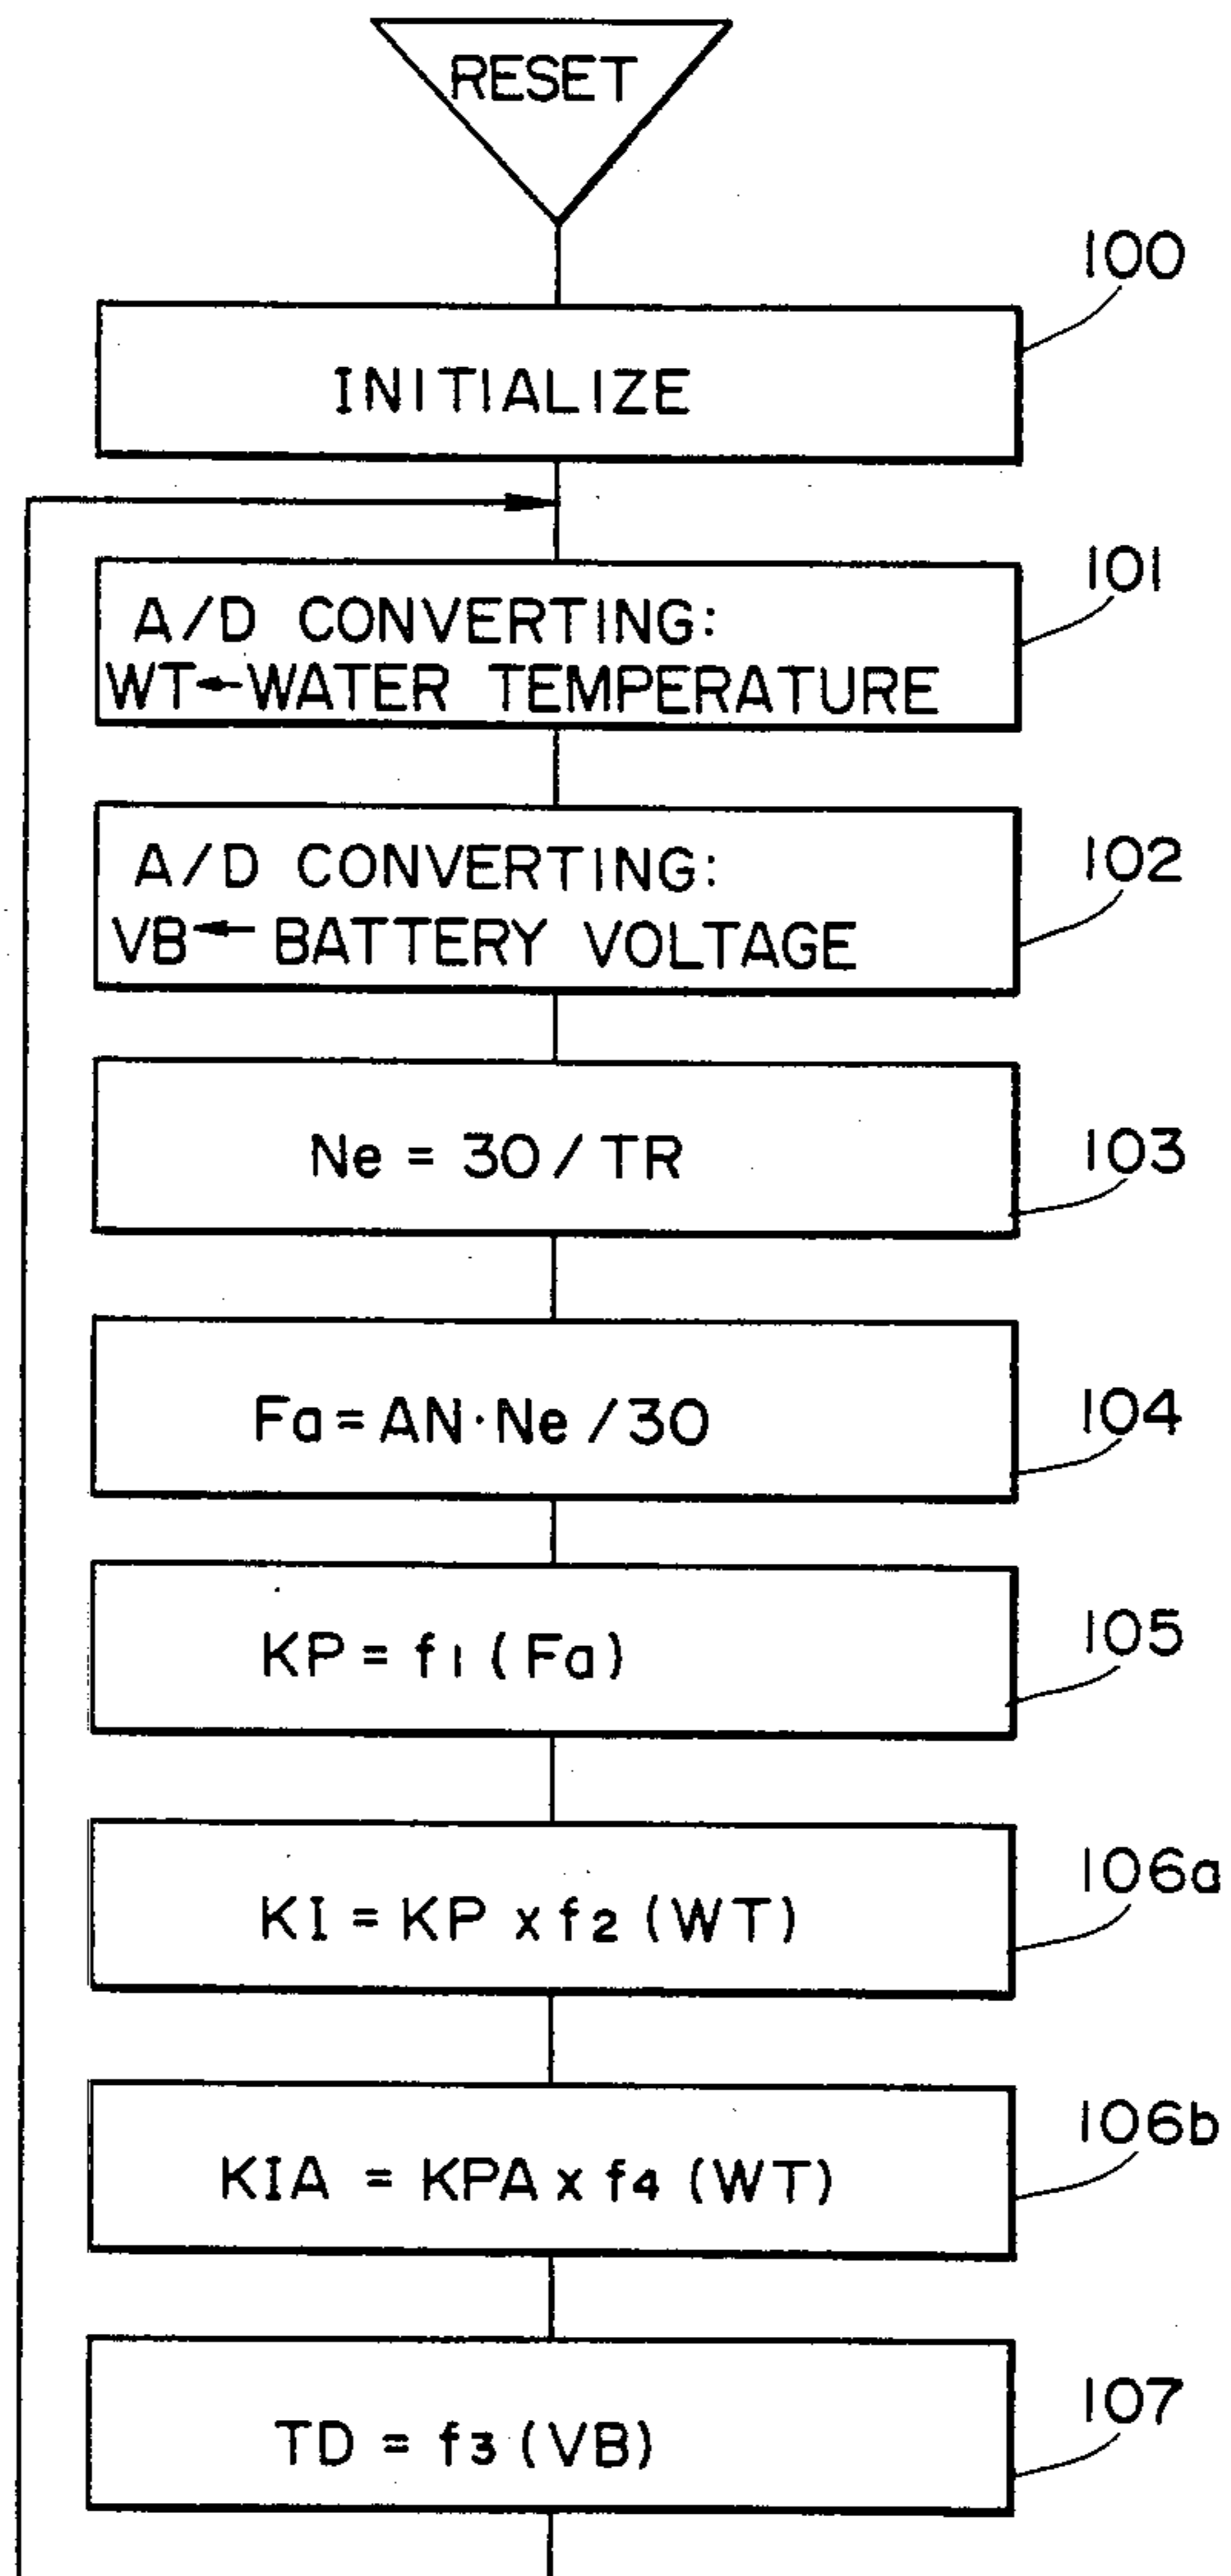 RESET
100
INITIALIZE
101
A/D CONVERTING:
WT←WATER TEMPERATURE
102
A/D CONVERTING:
VB← BATTERY VOLTAGE
103
Ne = 30/TR
104
Fa=AN·Ne/30
105
KP = f1 (Fa)
106a
KI = KP x f2 (WT)
106b
KIA = KPA x f4 (WT)
107
TD = f3 (VB)